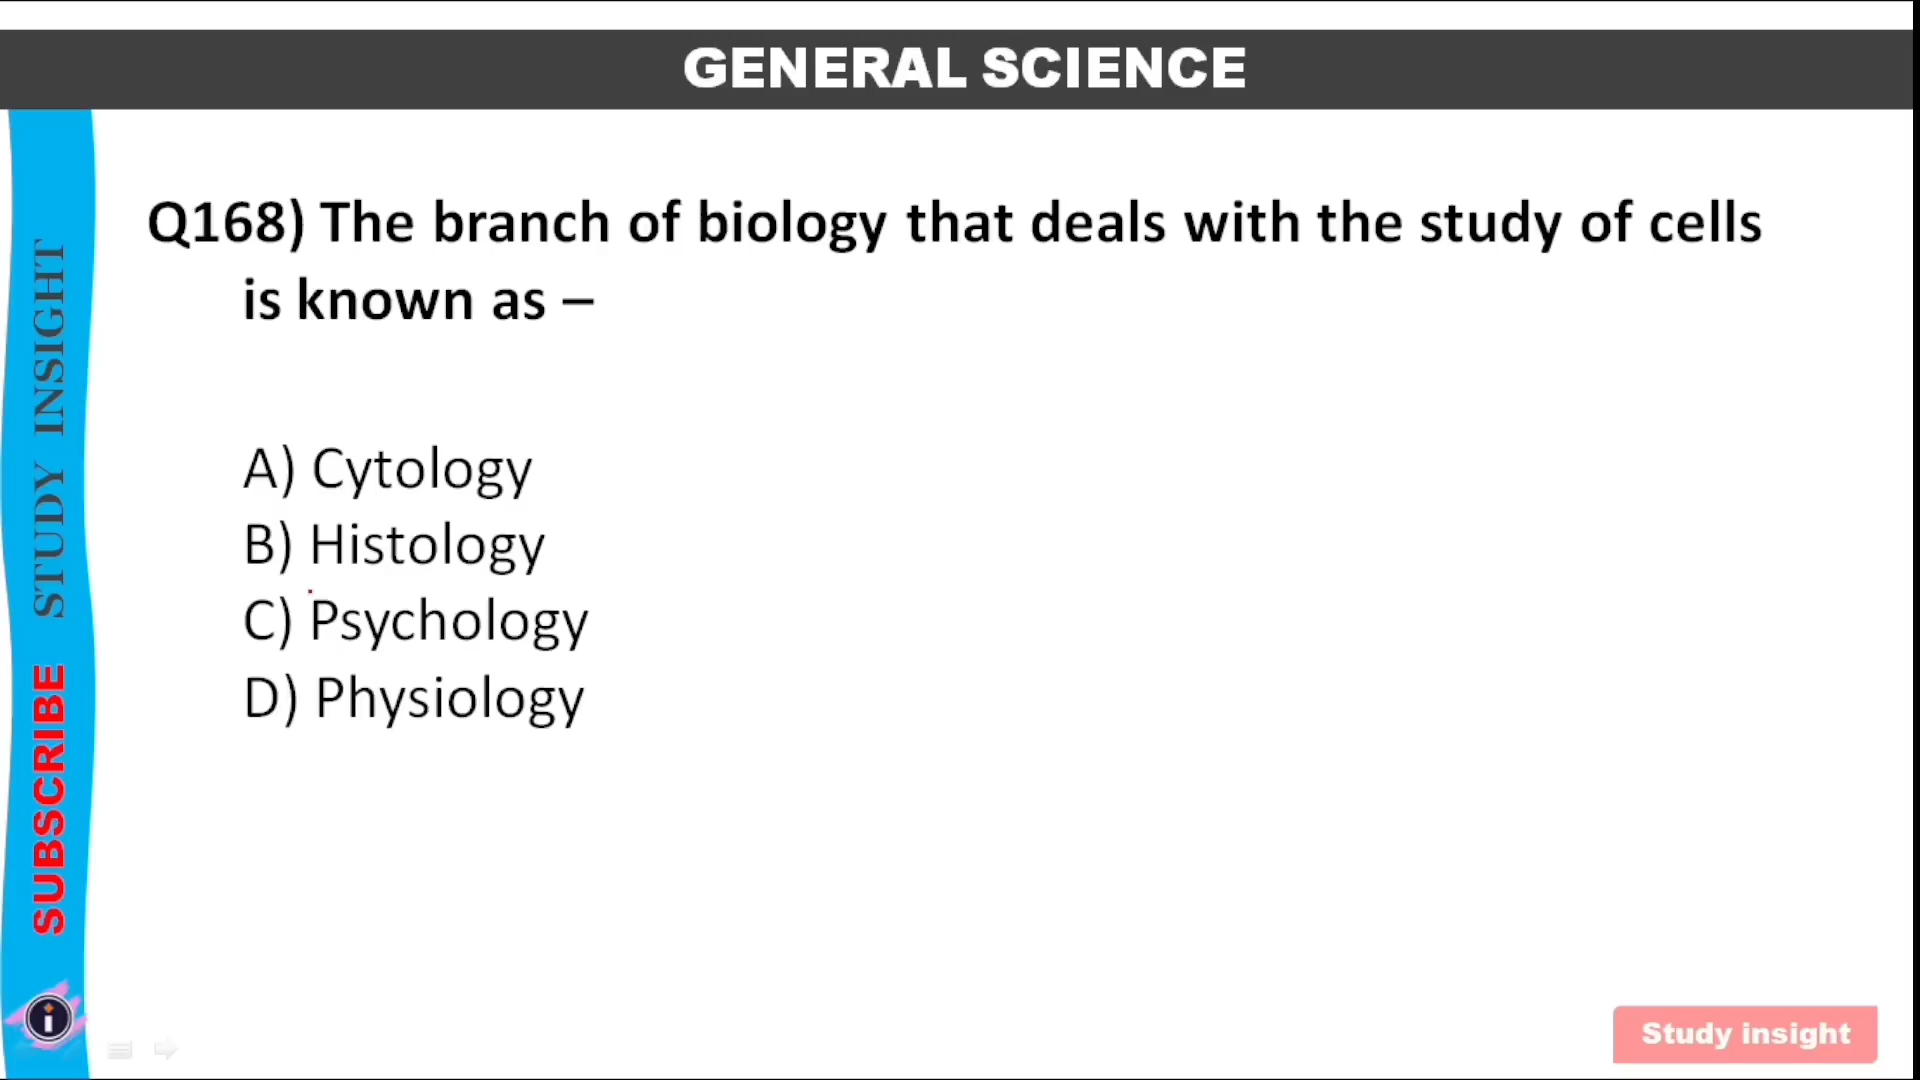 GENERAL SCIENCE
Q168) The branch of biology that deals with the study of cells
is known as –
A) Cytology
B) Histology
C) Psychology
D) Physiology
SUBSCRIBE STUDY INSIGHT
i
Study insight